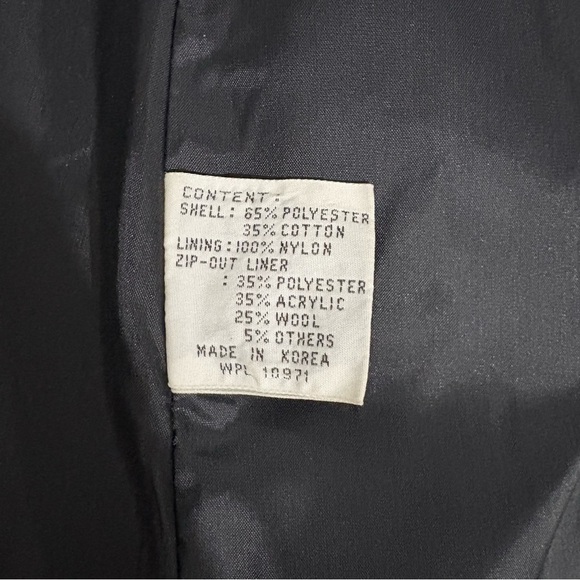 CONTENT:
SHELL: 65% POLYESTER
35% COTTON
LINING:100% NYLON
ZIP-OUT LINER
: 35% POLYESTER
35% ACRYLIC
25% WOOL
5% OTHERS
MADE IN KOREA
WPL 10971